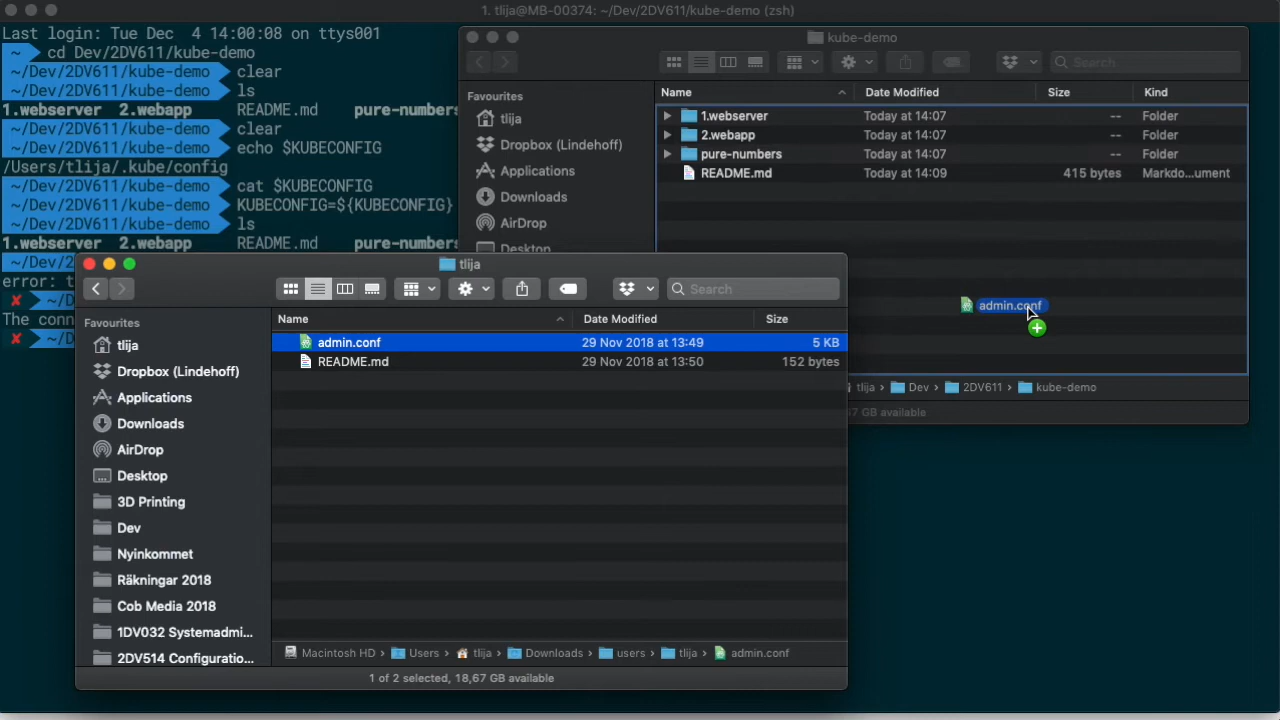 1. tlija@MB-00374: ~/Dev/2DV611/kube-demo (zsh)
Last login: Tue Dec  4 14:00:08 on ttys001
~ cd Dev/2DV611/kube-demo
~/Dev/2DV611/kube-demo clear
~/Dev/2DV611/kube-demo ls
1.webserver 2.webapp README.md pure-numbers
~/Dev/2DV611/kube-demo clear
~/Dev/2DV611/kube-demo echo $KUBECONFIG
/Users/tlija/.kube/config
~/Dev/2DV611/kube-demo cat $KUBECONFIG
~/Dev/2DV611/kube-demo KUBECONFIG=${KUBECONFIG}
~/Dev/2DV611/kube-demo ls
1.webserver 2.webapp README.md pure-numbers
~/Dev/2
error: t
✘ ~/D
The conn
✘ ~/D
kube-demo
Search
Favourites
tlija
Dropbox (Lindehoff)
Applications
Downloads
AirDrop
Desktop
Name Date Modified Size Kind
1.webserver Today at 14:07 -- Folder
2.webapp Today at 14:07 -- Folder
pure-numbers Today at 14:07 -- Folder
README.md Today at 14:09 415 bytes Markdo...ument
admin.conf
tlija › Dev › 2DV611 › kube-demo
GB available
tlija
Search
Favourites
tlija
Dropbox (Lindehoff)
Applications
Downloads
AirDrop
Desktop
3D Printing
Dev
Nyinkommet
Räkningar 2018
Cob Media 2018
1DV032 Systemadmi...
2DV514 Configuratio...
Name Date Modified Size
admin.conf 29 Nov 2018 at 13:49 5 KB
README.md 29 Nov 2018 at 13:50 152 bytes
Macintosh HD › Users › tlija › Downloads › users › tlija › admin.conf
1 of 2 selected, 18,67 GB available